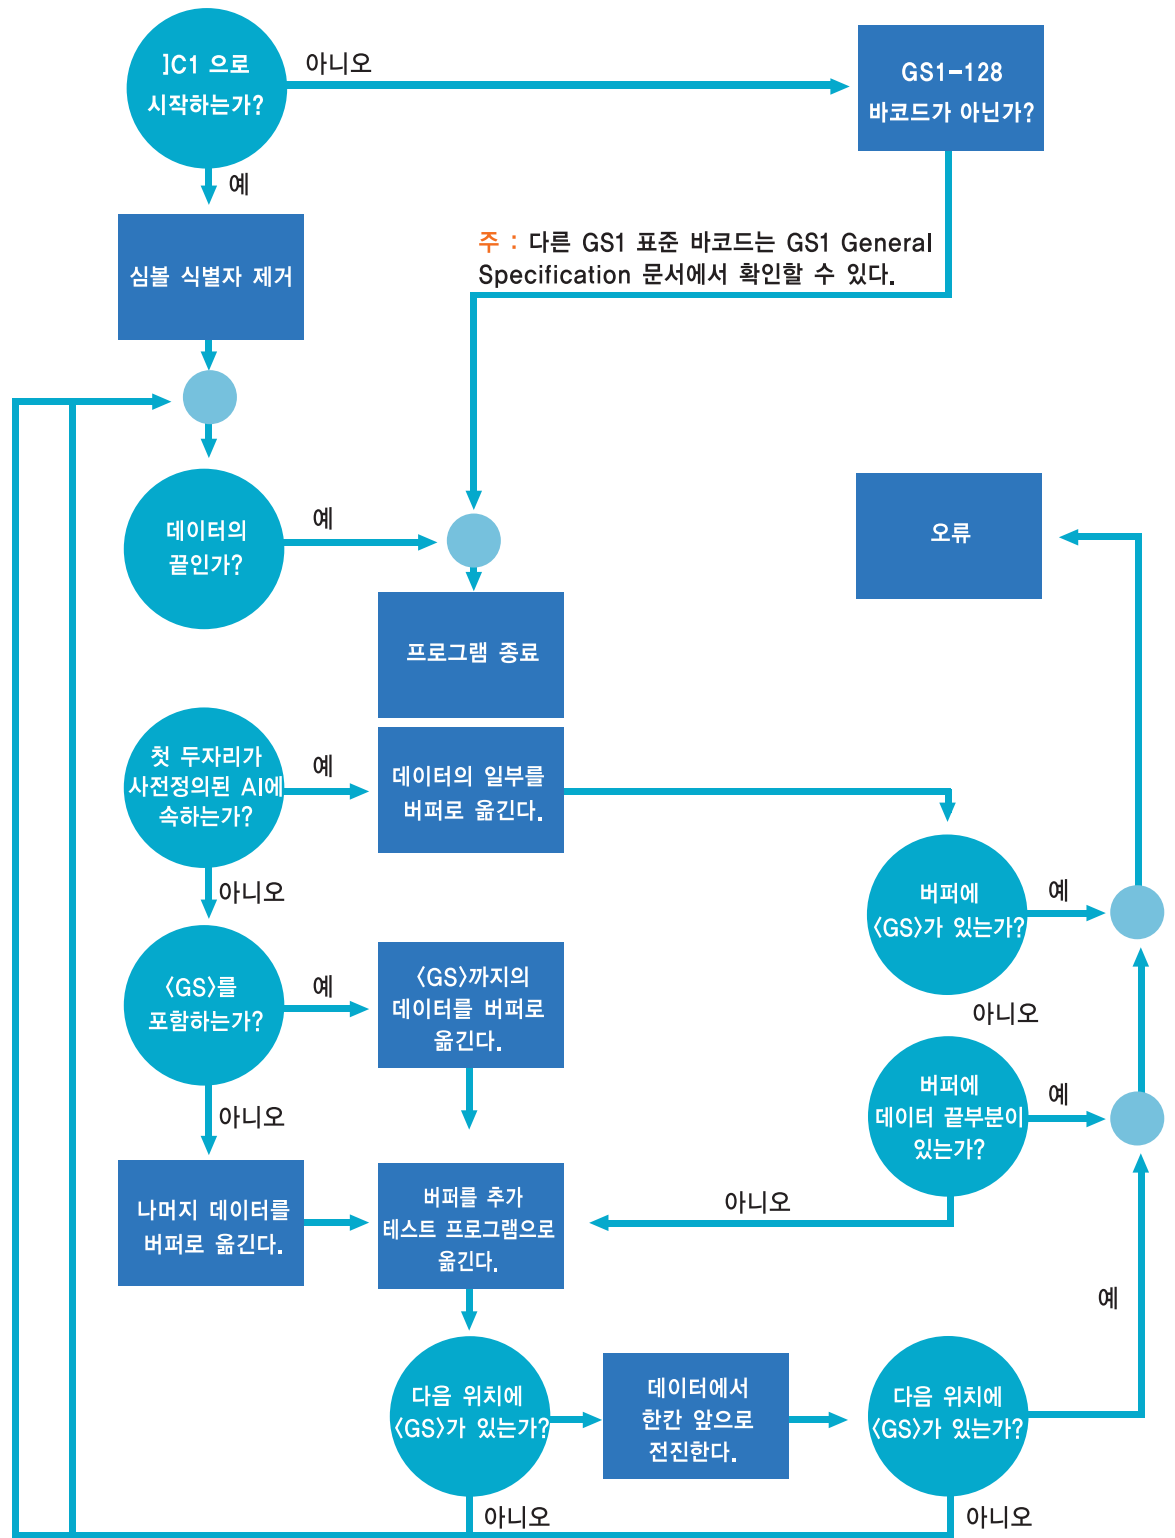 ]C1 으로
시작하는가?
아니오
GS1-128
바코드가 아닌가?
예
주 : 다른 GS1 표준 바코드는 GS1 General
Specification 문서에서 확인할 수 있다.
심볼 식별자 제거
데이터의
끝인가?
예
오류
프로그램 종료
첫 두자리가
사전정의된 AI에
속하는가?
예
데이터의 일부를
버퍼로 옮긴다.
아니오
버퍼에
〈GS〉가 있는가?
예
〈GS〉를
포함하는가?
예
〈GS〉까지의
데이터를 버퍼로
옮긴다.
아니오
버퍼에
데이터 끝부분이
있는가?
예
아니오
나머지 데이터를
버퍼로 옮긴다.
버퍼를 추가
테스트 프로그램으로
옮긴다.
아니오
예
다음 위치에
〈GS〉가 있는가?
데이터에서
한칸 앞으로
전진한다.
다음 위치에
〈GS〉가 있는가?
아니오
아니오